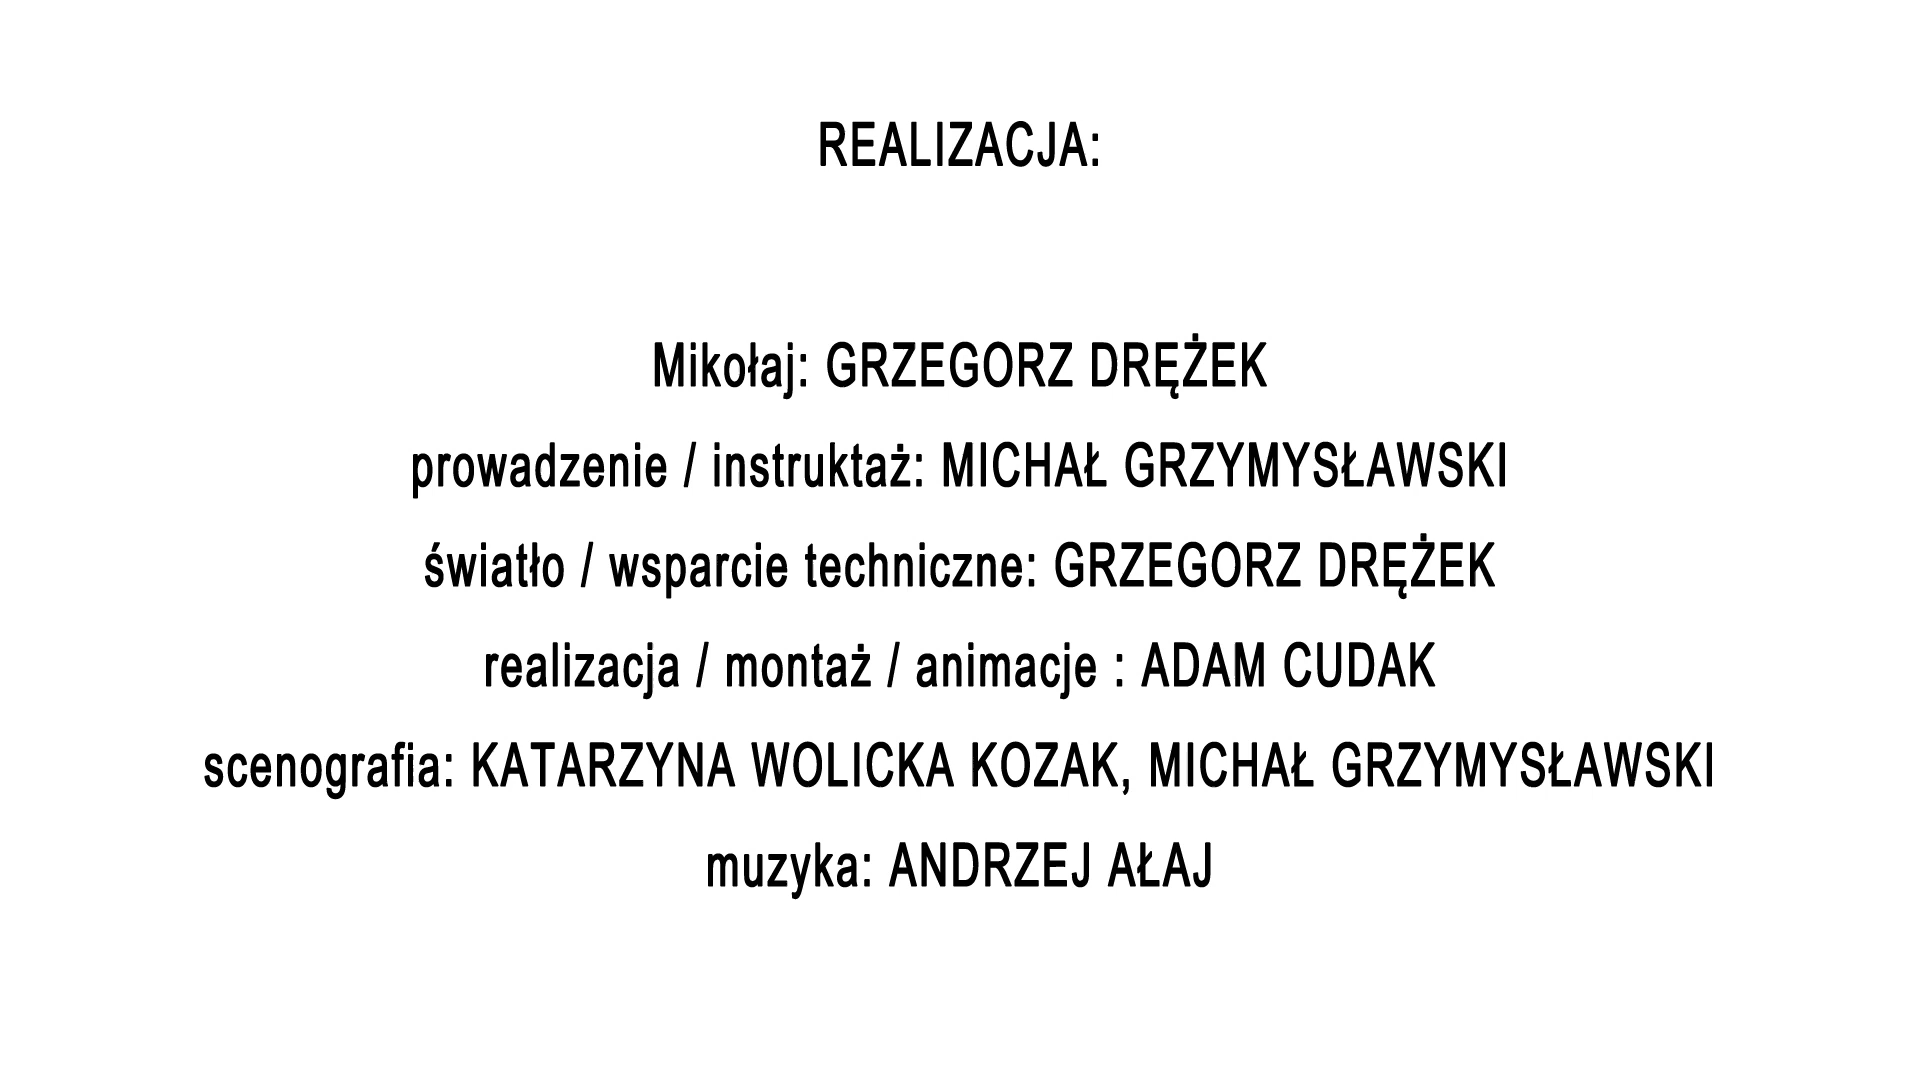 REALIZACJA:
Mikołaj: GRZEGORZ DRĘŻEK
prowadzenie / instruktaż: MICHAŁ GRZYMYSŁAWSKI
światło / wsparcie techniczne: GRZEGORZ DRĘŻEK
realizacja / montaż / animacje : ADAM CUDAK
scenografia: KATARZYNA WOLICKA KOZAK, MICHAŁ GRZYMYSŁAWSKI
muzyka: ANDRZEJ AŁAJ